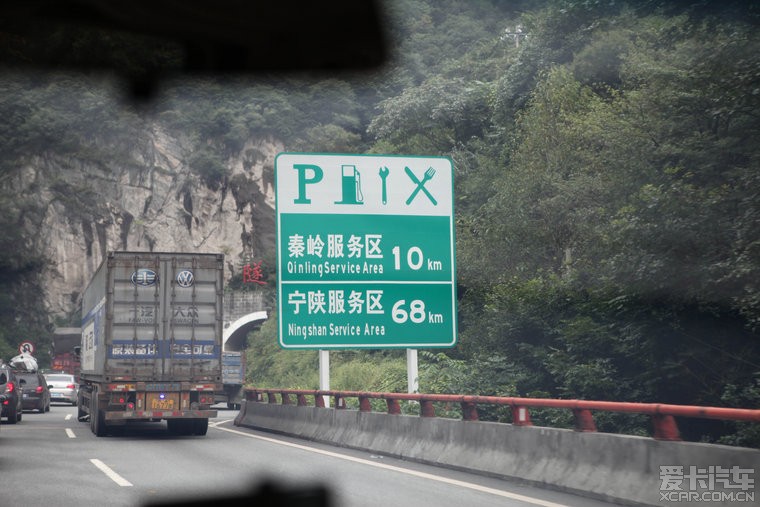 P
秦岭服务区 10 km
Qinling Service Area
宁陕服务区 68 km
Ningshan Service Area
隧
爱卡汽车
XCAR.COM.CN